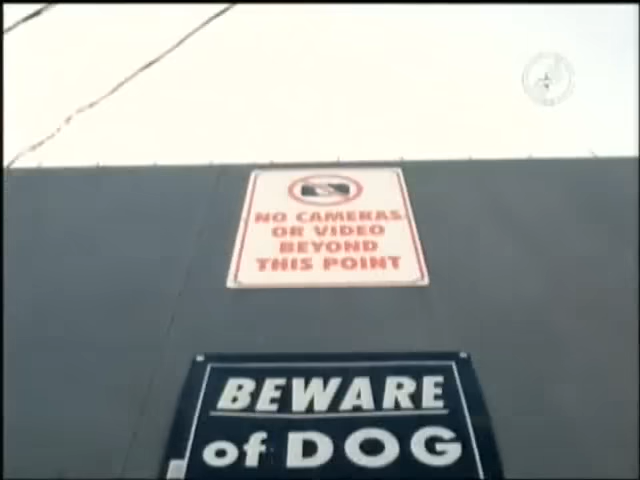 NO CAMERAS
OR VIDEO
BEYOND
THIS POINT
BEWARE
of DOG